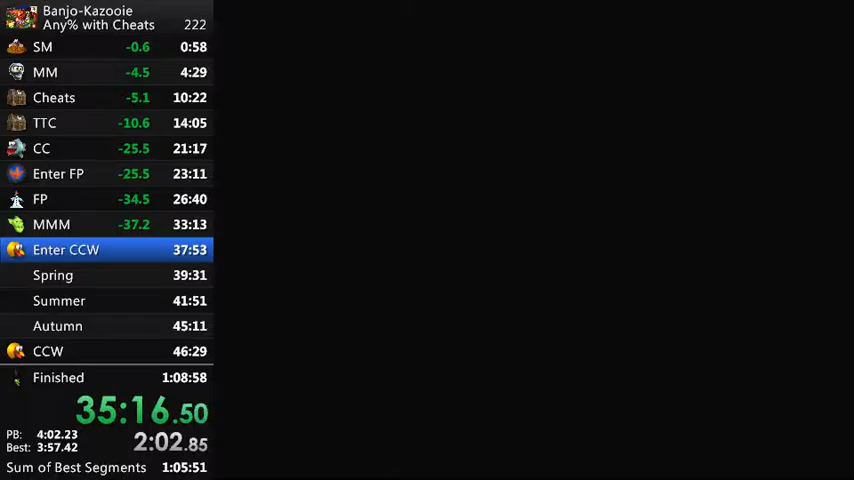 Banjo-Kazooie
Any% with Cheats 222
SM -0.6 0:58
MM -4.5 4:29
Cheats -5.1 10:22
TTC -10.6 14:05
CC -25.5 21:17
Enter FP -25.5 23:11
FP -34.5 26:40
MMM -37.2 33:13
Enter CCW 37:53
Spring 39:31
Summer 41:51
Autumn 45:11
CCW 46:29
Finished 1:08:58
35:16.50
PB: 4:02.23
Best: 3:57.42
2:02.85
Sum of Best Segments 1:05:51